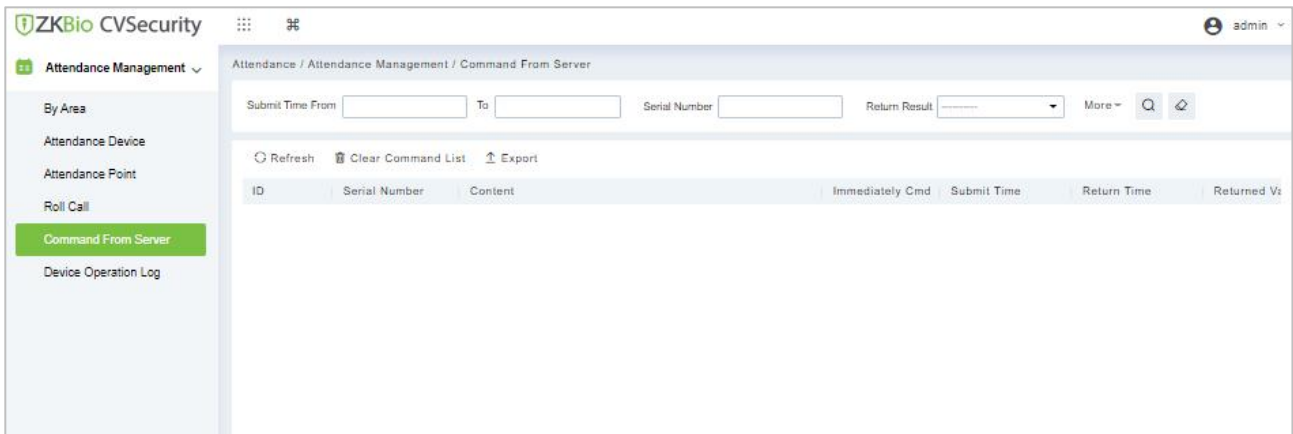 ZKBio CVSecurity
admin
Attendance Management
Attendance / Attendance Management / Command From Server
By Area
Attendance Device
Attendance Point
Roll Call
Command From Server
Device Operation Log
Submit Time From To Serial Number Return Result ---------- More
Refresh Clear Command List Export
ID Serial Number Content Immediately Cmd Submit Time Return Time Returned Va